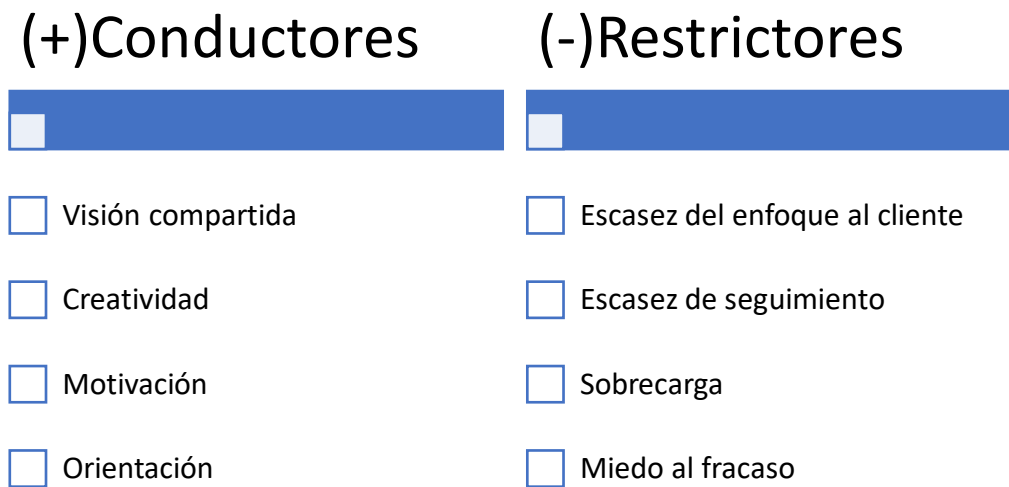 (+)Conductores
Visión compartida
Creatividad
Motivación
Orientación
(-)Restrictores
Escasez del enfoque al cliente
Escasez de seguimiento
Sobrecarga
Miedo al fracaso